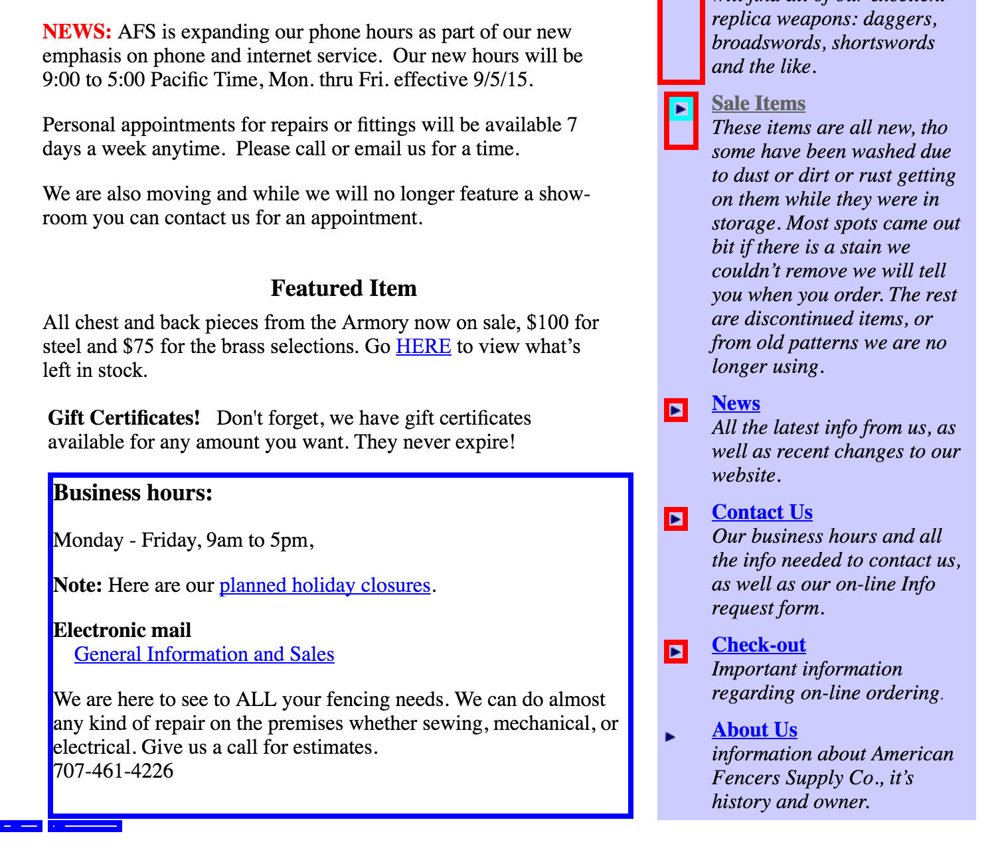 NEWS: AFS is expanding our phone hours as part of our new
emphasis on phone and internet service.  Our new hours will be
9:00 to 5:00 Pacific Time, Mon. thru Fri. effective 9/5/15.
Personal appointments for repairs or fittings will be available 7
days a week anytime.  Please call or email us for a time.
We are also moving and while we will no longer feature a show-
room you can contact us for an appointment.
Featured Item
All chest and back pieces from the Armory now on sale, $100 for
steel and $75 for the brass selections. Go HERE to view what’s
left in stock.
Gift Certificates!   Don't forget, we have gift certificates
available for any amount you want. They never expire!
Business hours:
Monday - Friday, 9am to 5pm,
Note: Here are our planned holiday closures.
Electronic mail
General Information and Sales
We are here to see to ALL your fencing needs. We can do almost
any kind of repair on the premises whether sewing, mechanical, or
electrical. Give us a call for estimates.
707-461-4226
replica weapons: daggers,
broadswords, shortswords
and the like.
Sale Items
These items are all new, tho
some have been washed due
to dust or dirt or rust getting
on them while they were in
storage. Most spots came out
bit if there is a stain we
couldn’t remove we will tell
you when you order. The rest
are discontinued items, or
from old patterns we are no
longer using.
News
All the latest info from us, as
well as recent changes to our
website.
Contact Us
Our business hours and all
the info needed to contact us,
as well as our on-line Info
request form.
Check-out
Important information
regarding on-line ordering.
About Us
information about American
Fencers Supply Co., it’s
history and owner.